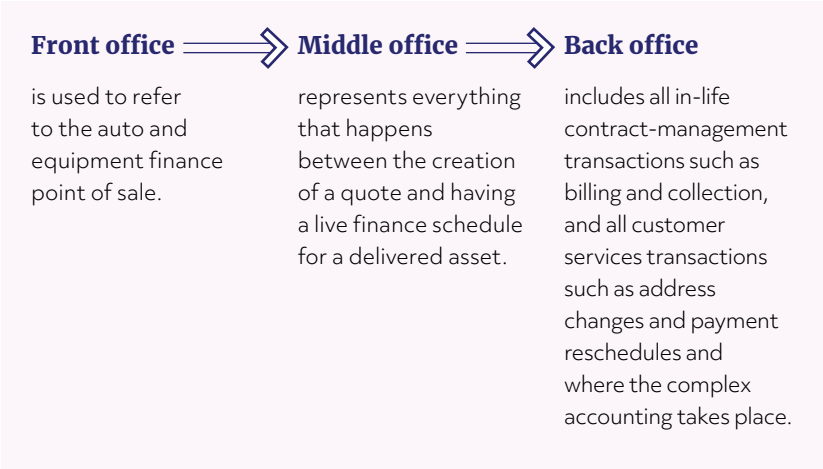 Front office
is used to refer
to the auto and
equipment finance
point of sale.
Middle office
represents everything
that happens
between the creation
of a quote and having
a live finance schedule
for a delivered asset.
Back office
includes all in-life
contract-management
transactions such as
billing and collection,
and all customer
services transactions
such as address
changes and payment
reschedules and
where the complex
accounting takes place.